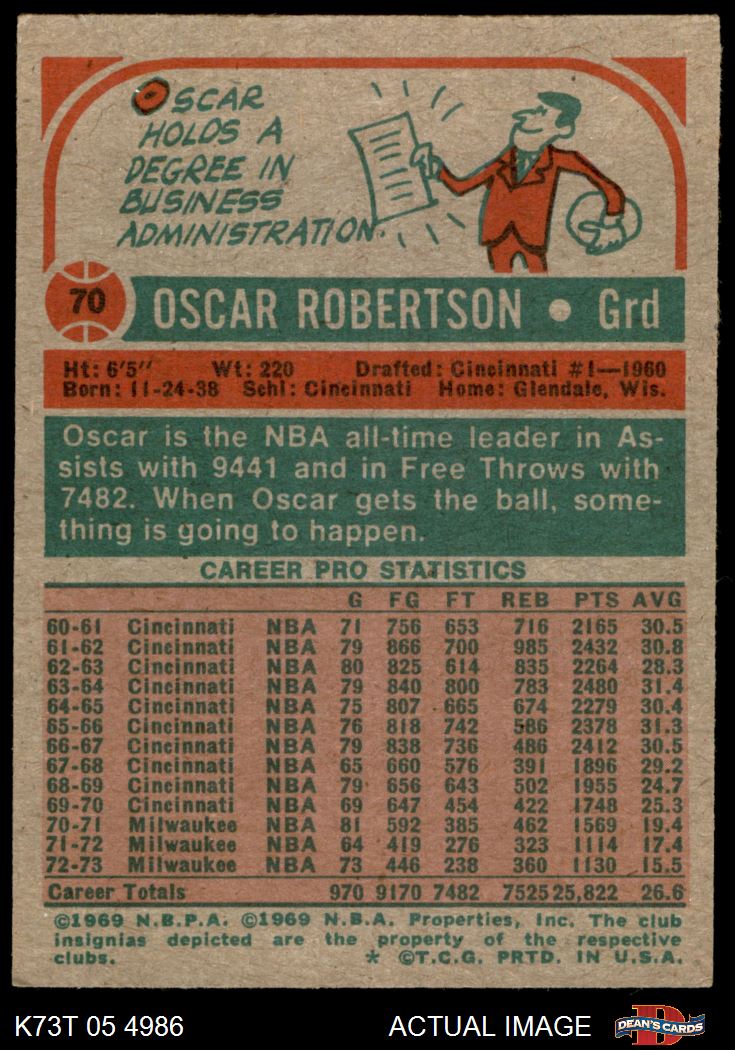 OSCAR
HOLDS A
DEGREE IN
BUSINESS
ADMINISTRATION.
70 OSCAR ROBERTSON • Grd
Ht: 6'5" Wt: 220 Drafted: Cincinnati #1—1960
Born: 11-24-38 Schl: Cincinnati Home: Glendale, Wis.
Oscar is the NBA all-time leader in As-
sists with 9441 and in Free Throws with
7482. When Oscar gets the ball, some-
thing is going to happen.
CAREER PRO STATISTICS
G FG FT REB PTS AVG
60-61 Cincinnati NBA 71 756 653 716 2165 30.5
61-62 Cincinnati NBA 79 866 700 985 2432 30.8
62-63 Cincinnati NBA 80 825 614 835 2264 28.3
63-64 Cincinnati NBA 79 840 800 783 2480 31.4
64-65 Cincinnati NBA 75 807 665 674 2279 30.4
65-66 Cincinnati NBA 76 818 742 586 2378 31.3
66-67 Cincinnati NBA 79 838 736 486 2412 30.5
67-68 Cincinnati NBA 65 660 576 391 1896 29.2
68-69 Cincinnati NBA 79 656 643 502 1955 24.7
69-70 Cincinnati NBA 69 647 454 422 1748 25.3
70-71 Milwaukee NBA 81 592 385 462 1569 19.4
71-72 Milwaukee NBA 64 419 276 323 1114 17.4
72-73 Milwaukee NBA 73 446 238 360 1130 15.5
Career Totals 970 9170 7482 7525 25,822 26.6
©1969 N.B.P.A. ©1969 N.B.A. Properties, Inc. The club
insignias depicted are the property of the respective
clubs. * ©T.C.G. PRTD. IN U.S.A.
K73T 05 4986 ACTUAL IMAGE D DEAN'S CARDS